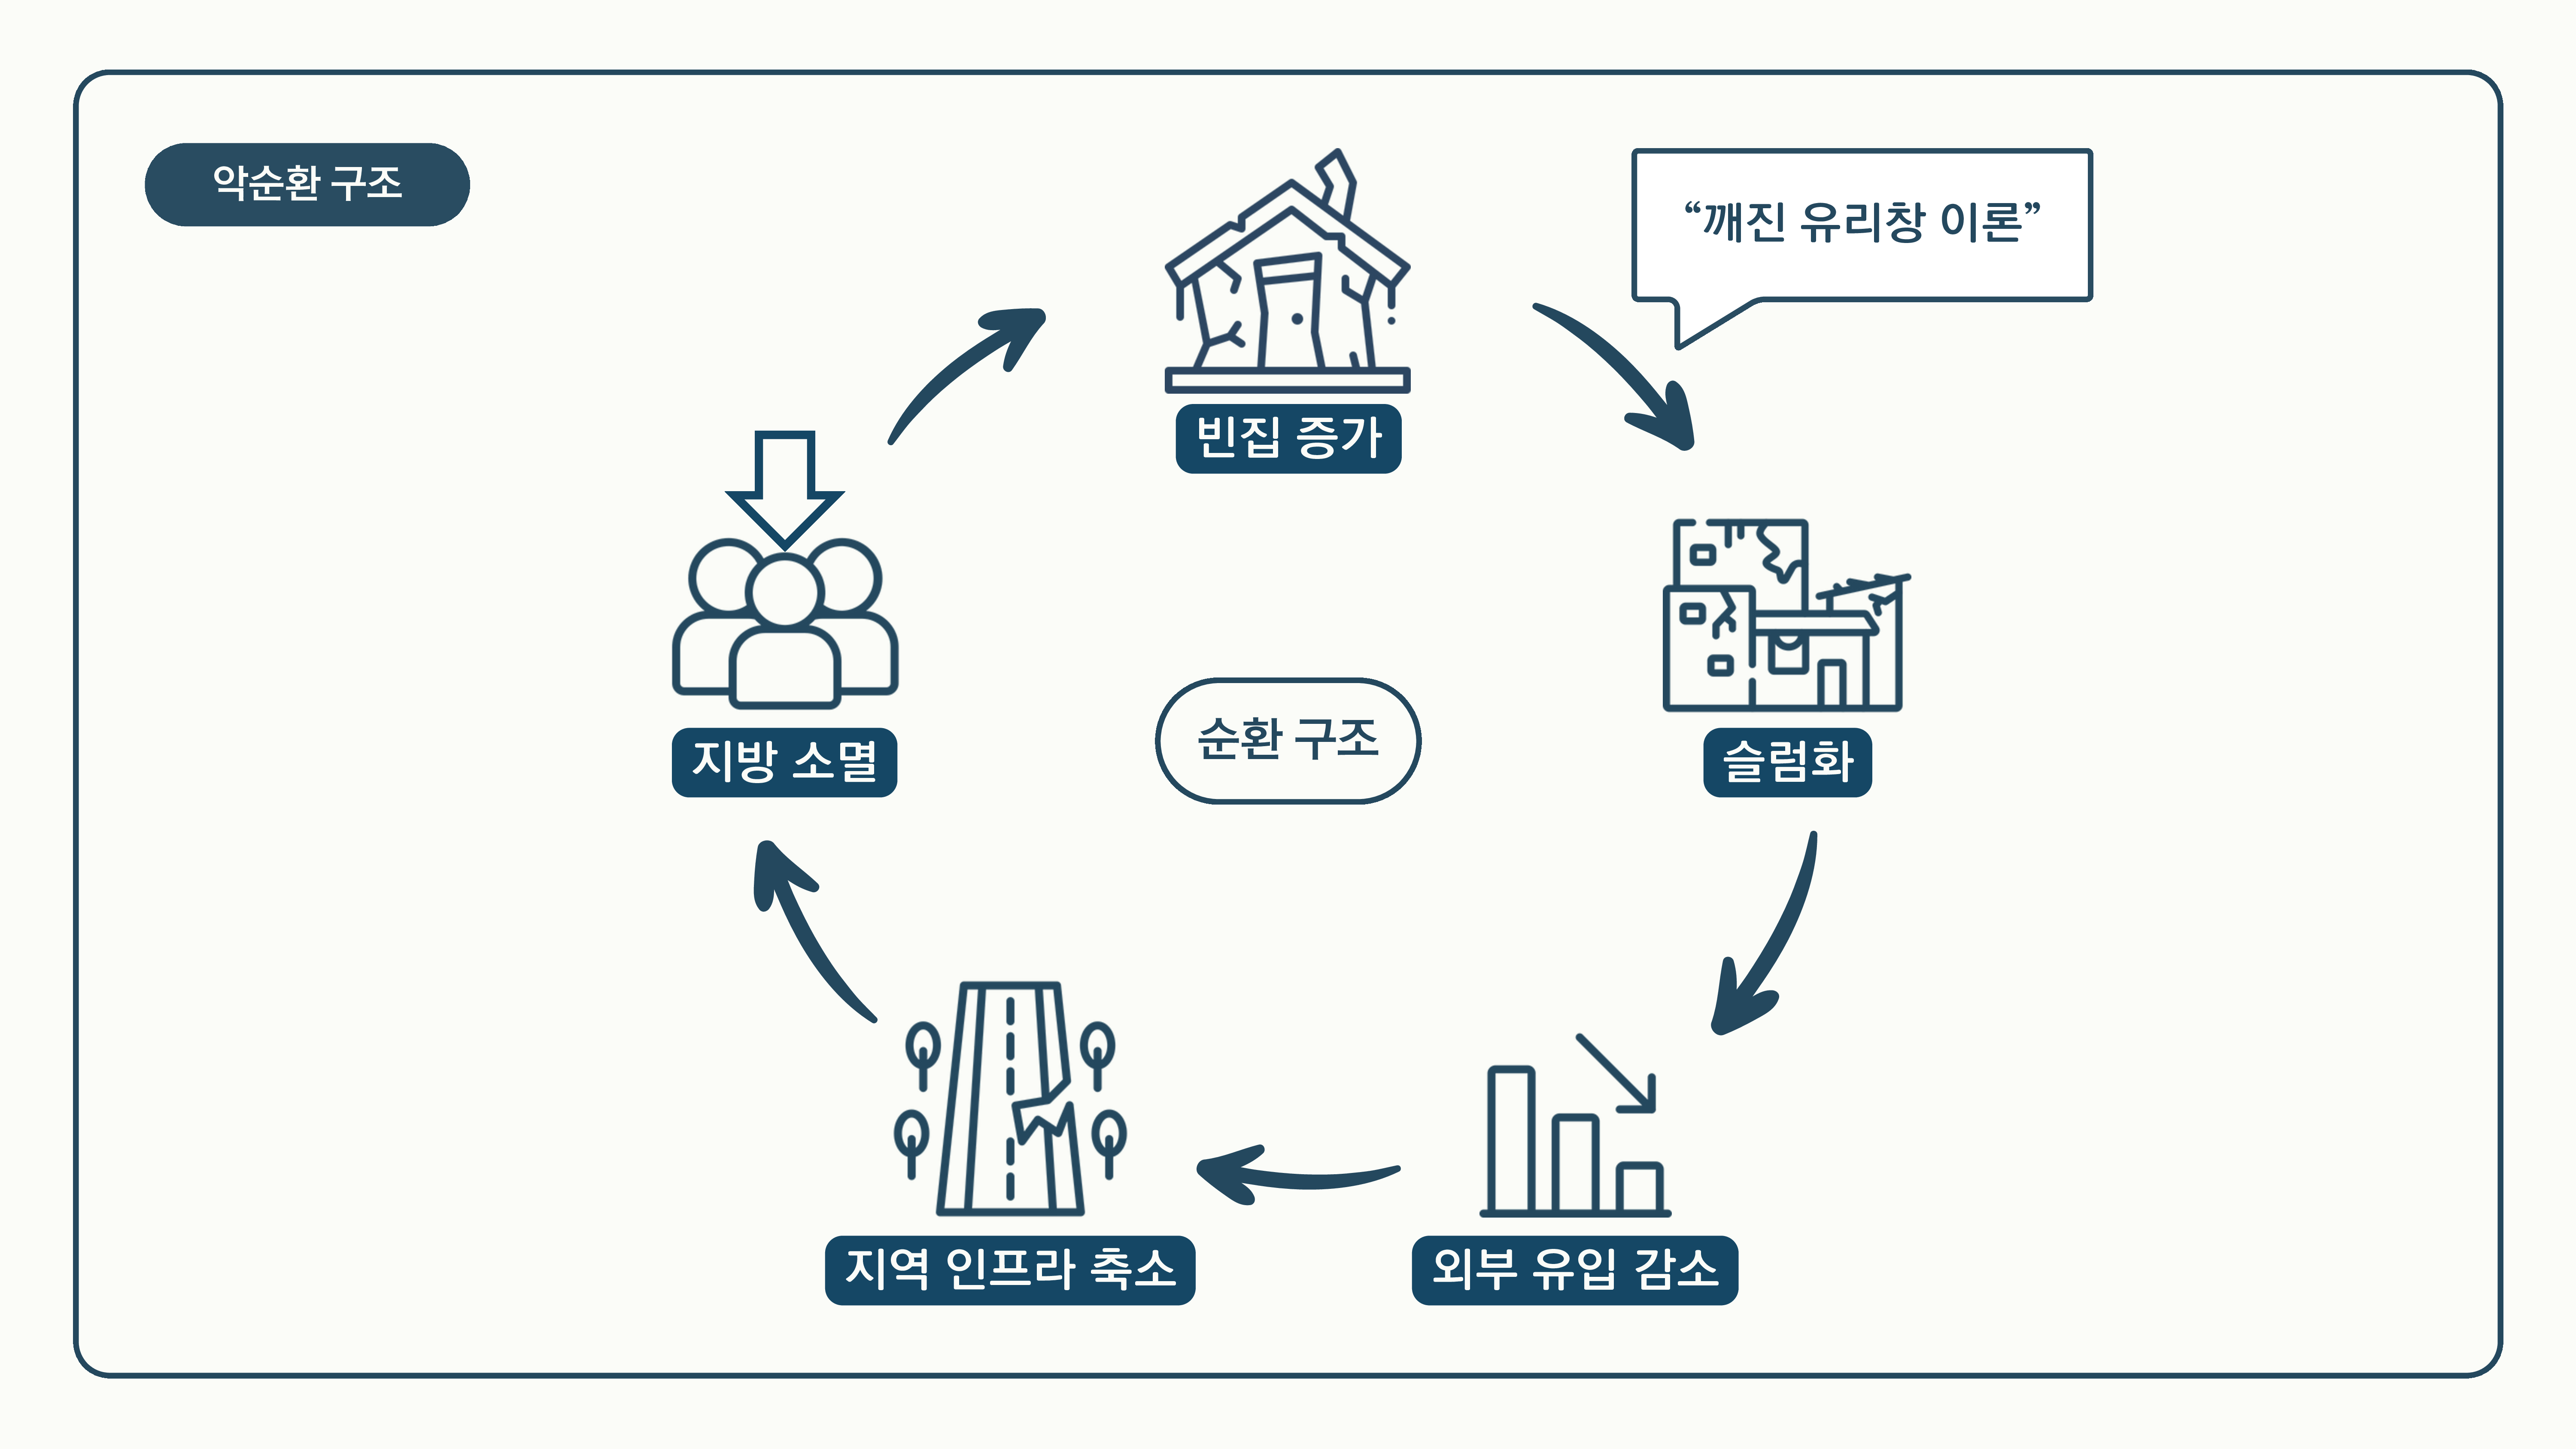 악순환 구조
“깨진 유리창 이론”
빈집 증가
지방 소멸
순환 구조
슬럼화
지역 인프라 축소
외부 유입 감소